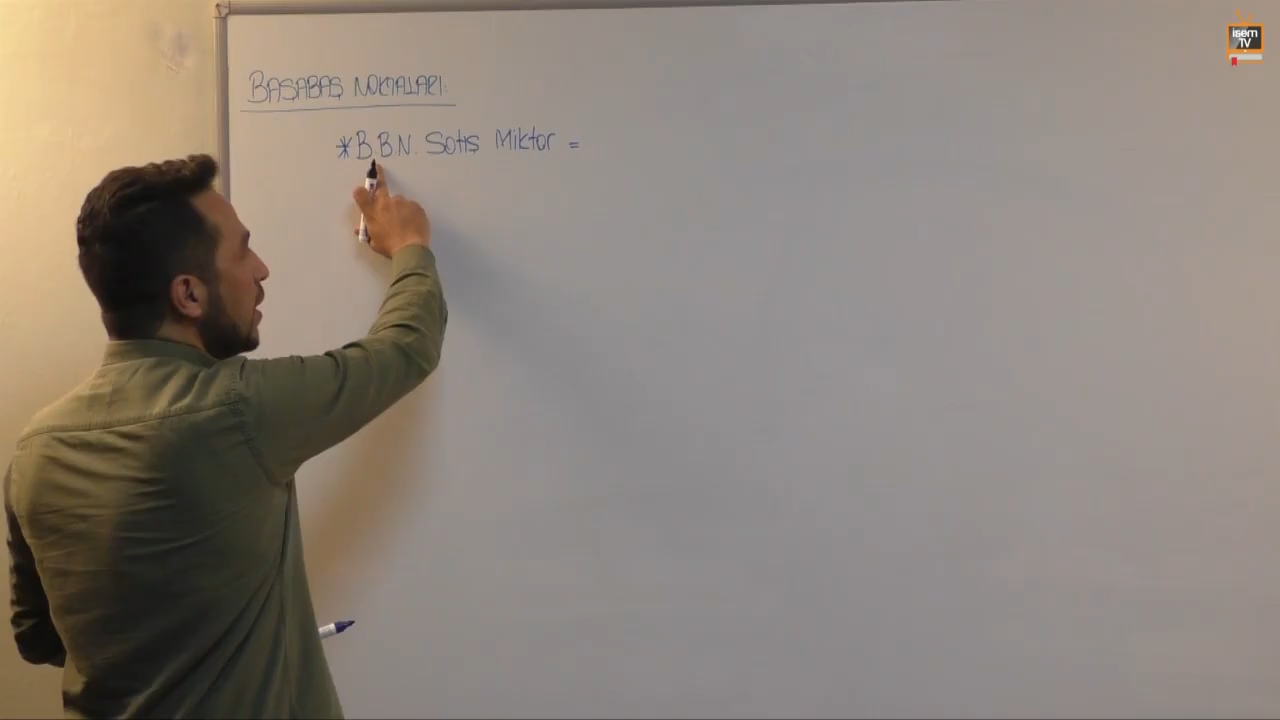 BAŞABAŞ NOKTALARI:
*B.B.N. Satış Miktar =
isem
TV